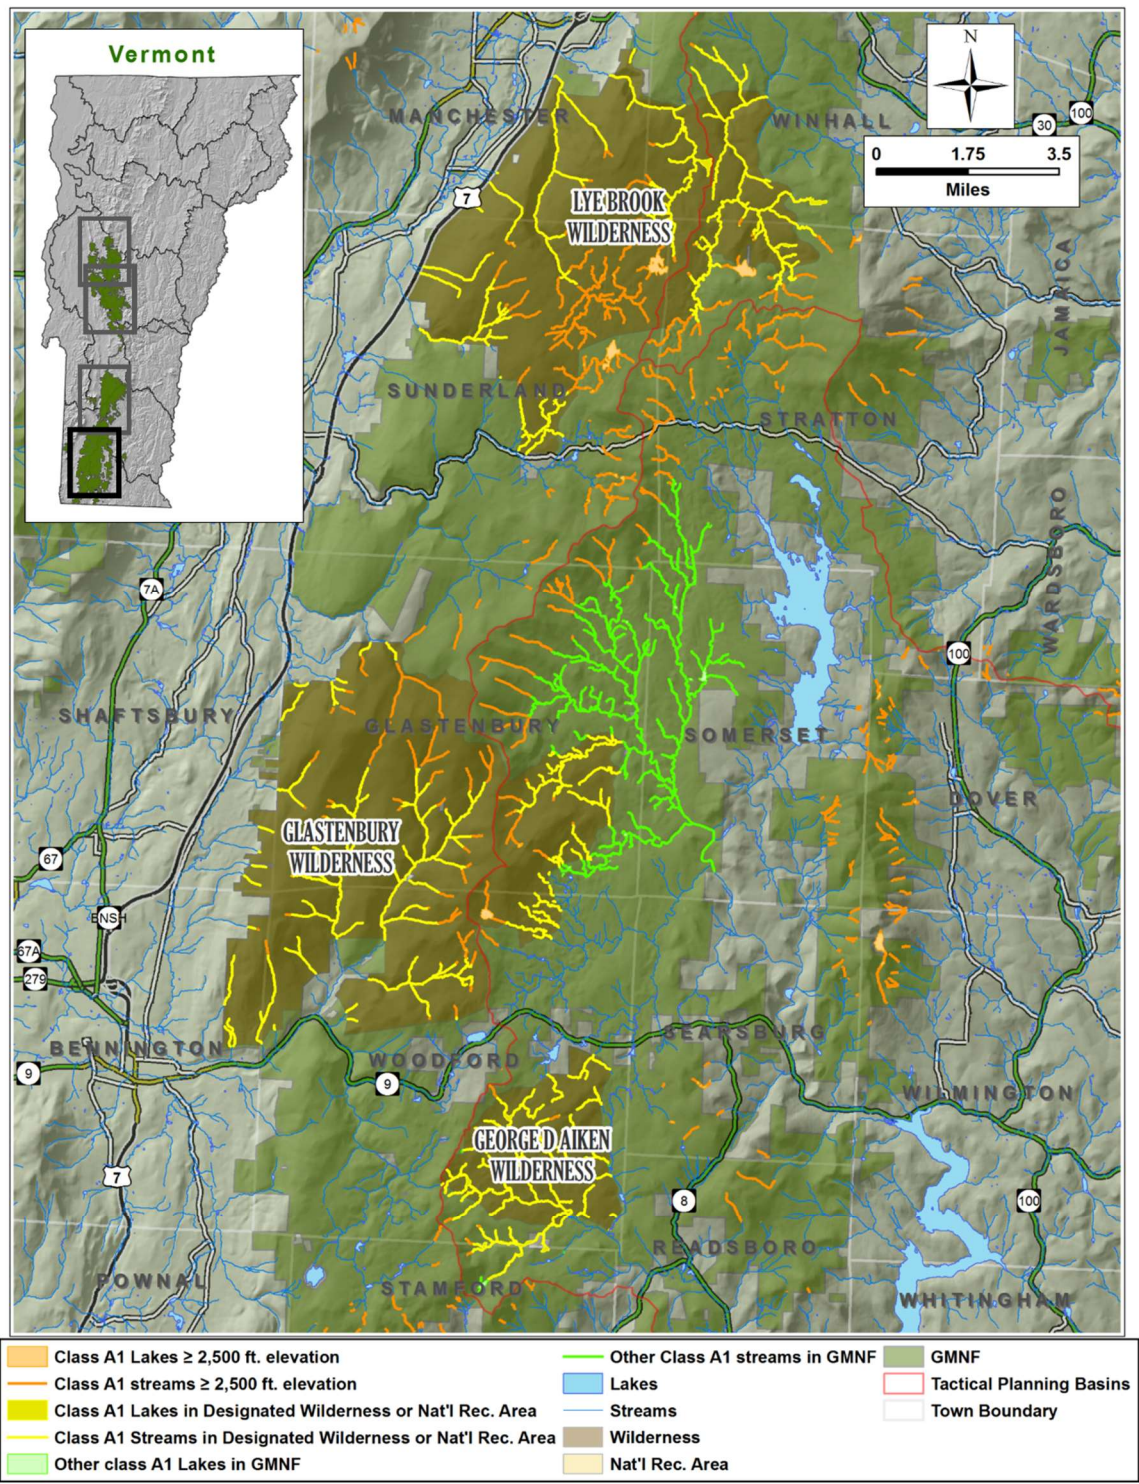 Vermont
N
MANCHESTER
WINHALL
30
100
0 1.75 3.5
Miles
7
LYE BROOK
WILDERNESS
JAMAICA
SUNDERLAND
STRATTON
WARDSBORO
7A
100
SHAFTSBURY
GLASTENBURY
SOMERSET
DOVER
GLASTENBURY
WILDERNESS
67
ENSH
67A
279
BENNINGTON
WOODFORD
SEARSBURG
9
9
WILMINGTON
GEORGE D AIKEN
WILDERNESS
7
8
100
READSBORO
POWNAL
STAMFORD
WHITINGHAM
Class A1 Lakes ≥ 2,500 ft. elevation
Class A1 streams ≥ 2,500 ft. elevation
Class A1 Lakes in Designated Wilderness or Nat'l Rec. Area
Class A1 Streams in Designated Wilderness or Nat'l Rec. Area
Other class A1 Lakes in GMNF
Other Class A1 streams in GMNF
Lakes
Streams
Wilderness
Nat'l Rec. Area
GMNF
Tactical Planning Basins
Town Boundary